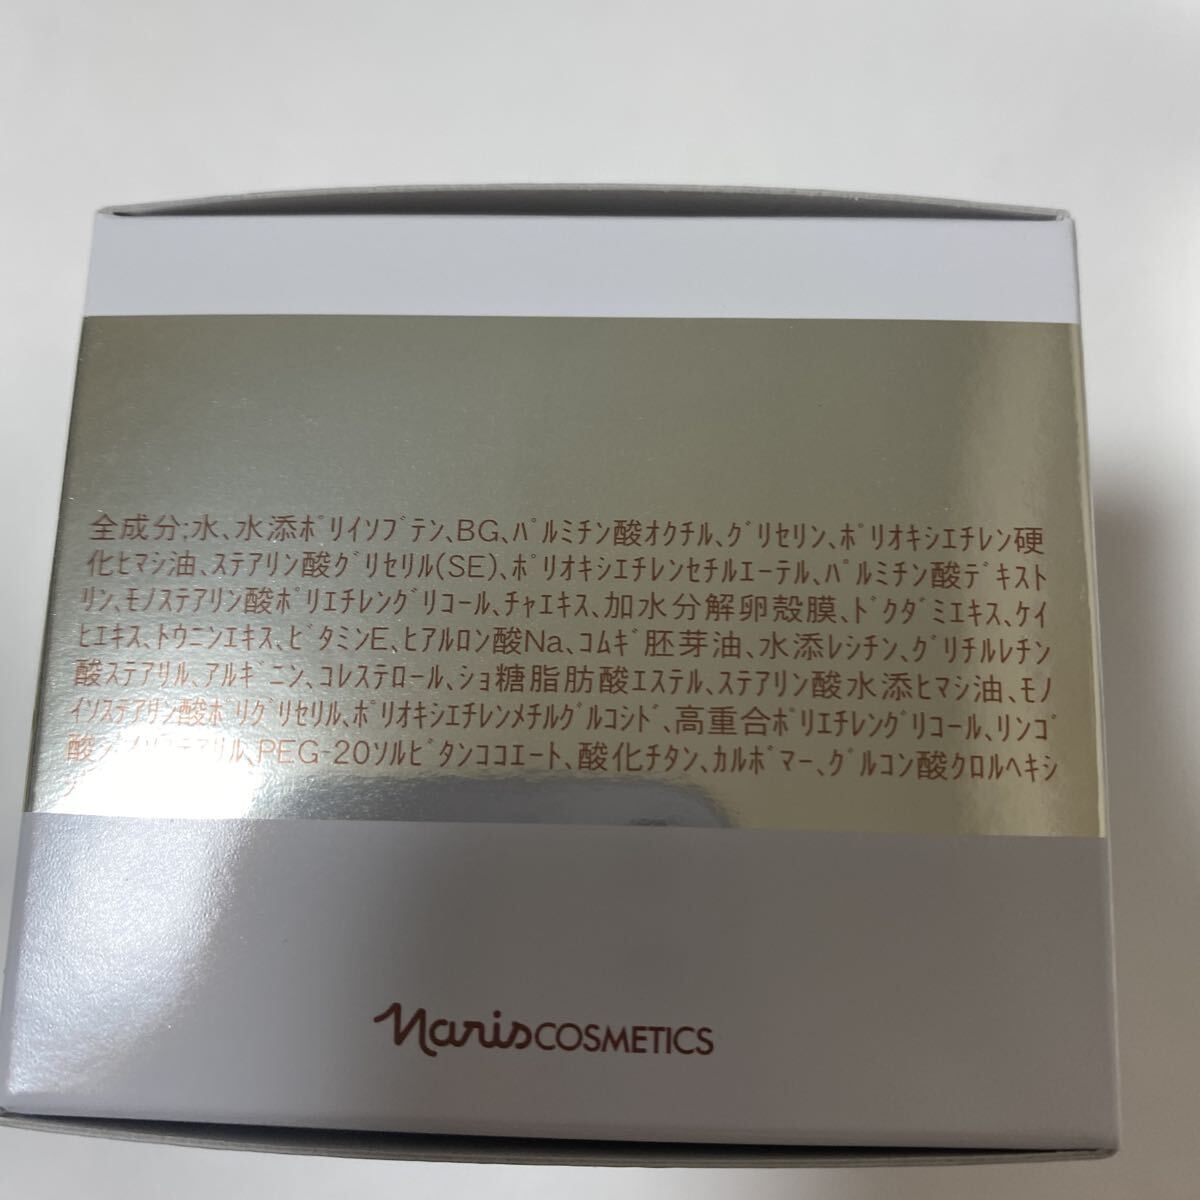 全成分;水、水添ポリイソブテン、BG、パルミチン酸オクチル、グリセリン、ポリオキシエチレン硬
化ヒマシ油、ステアリン酸グリセリル(SE)、ポリオキシエチレンセチルエーテル、パルミチン酸デキスト
リン、モノステアリン酸ポリエチレングリコール、チャエキス、加水分解卵殻膜、ドクダミエキス、ケイ
ヒエキス、トウニンエキス、ビタミンE、ヒアルロン酸Na、コムギ胚芽油、水添レシチン、グリチルレチン
酸ステアリル、アルギニン、コレステロール、ショ糖脂肪酸エステル、ステアリン酸水添ヒマシ油、モノ
イソステアリン酸ポリグリセリル、ポリオキシエチレンメチルグルコシド、高重合ポリエチレングリコール、リンゴ
酸ジイソステアリル、PEG-20ソルビタンココエート、酸化チタン、カルボマー、グルコン酸クロルヘキシ
NarisCOSMETICS